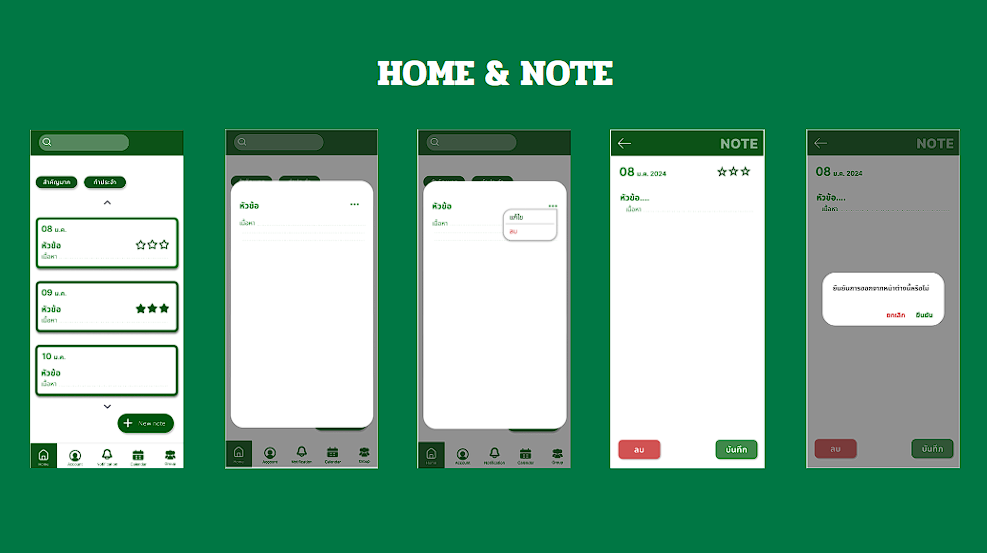 HOME & NOTE
สำคัญมาก
ทำประจำ
08 ม.ค.
หัวข้อ
เนื้อหา
09 ม.ค.
หัวข้อ
เนื้อหา
10 ม.ค.
หัวข้อ
เนื้อหา
+ New note
Home
Account
Notification
Calendar
Group
หัวข้อ
...
เนื้อหา
Home
Account
Notification
Calendar
Group
หัวข้อ
...
แก้ไข
เนื้อหา
ลบ
Home
Account
Notification
Calendar
Group
NOTE
08 ม.ค. 2024
หัวข้อ....
เนื้อหา
ลบ
บันทึก
NOTE
08 ม.ค. 2024
หัวข้อ....
เนื้อหา
ยืนยันการออกจากหน้าต่างนี้หรือไม่
ยกเลิก
ยืนยัน
ลบ
บันทึก